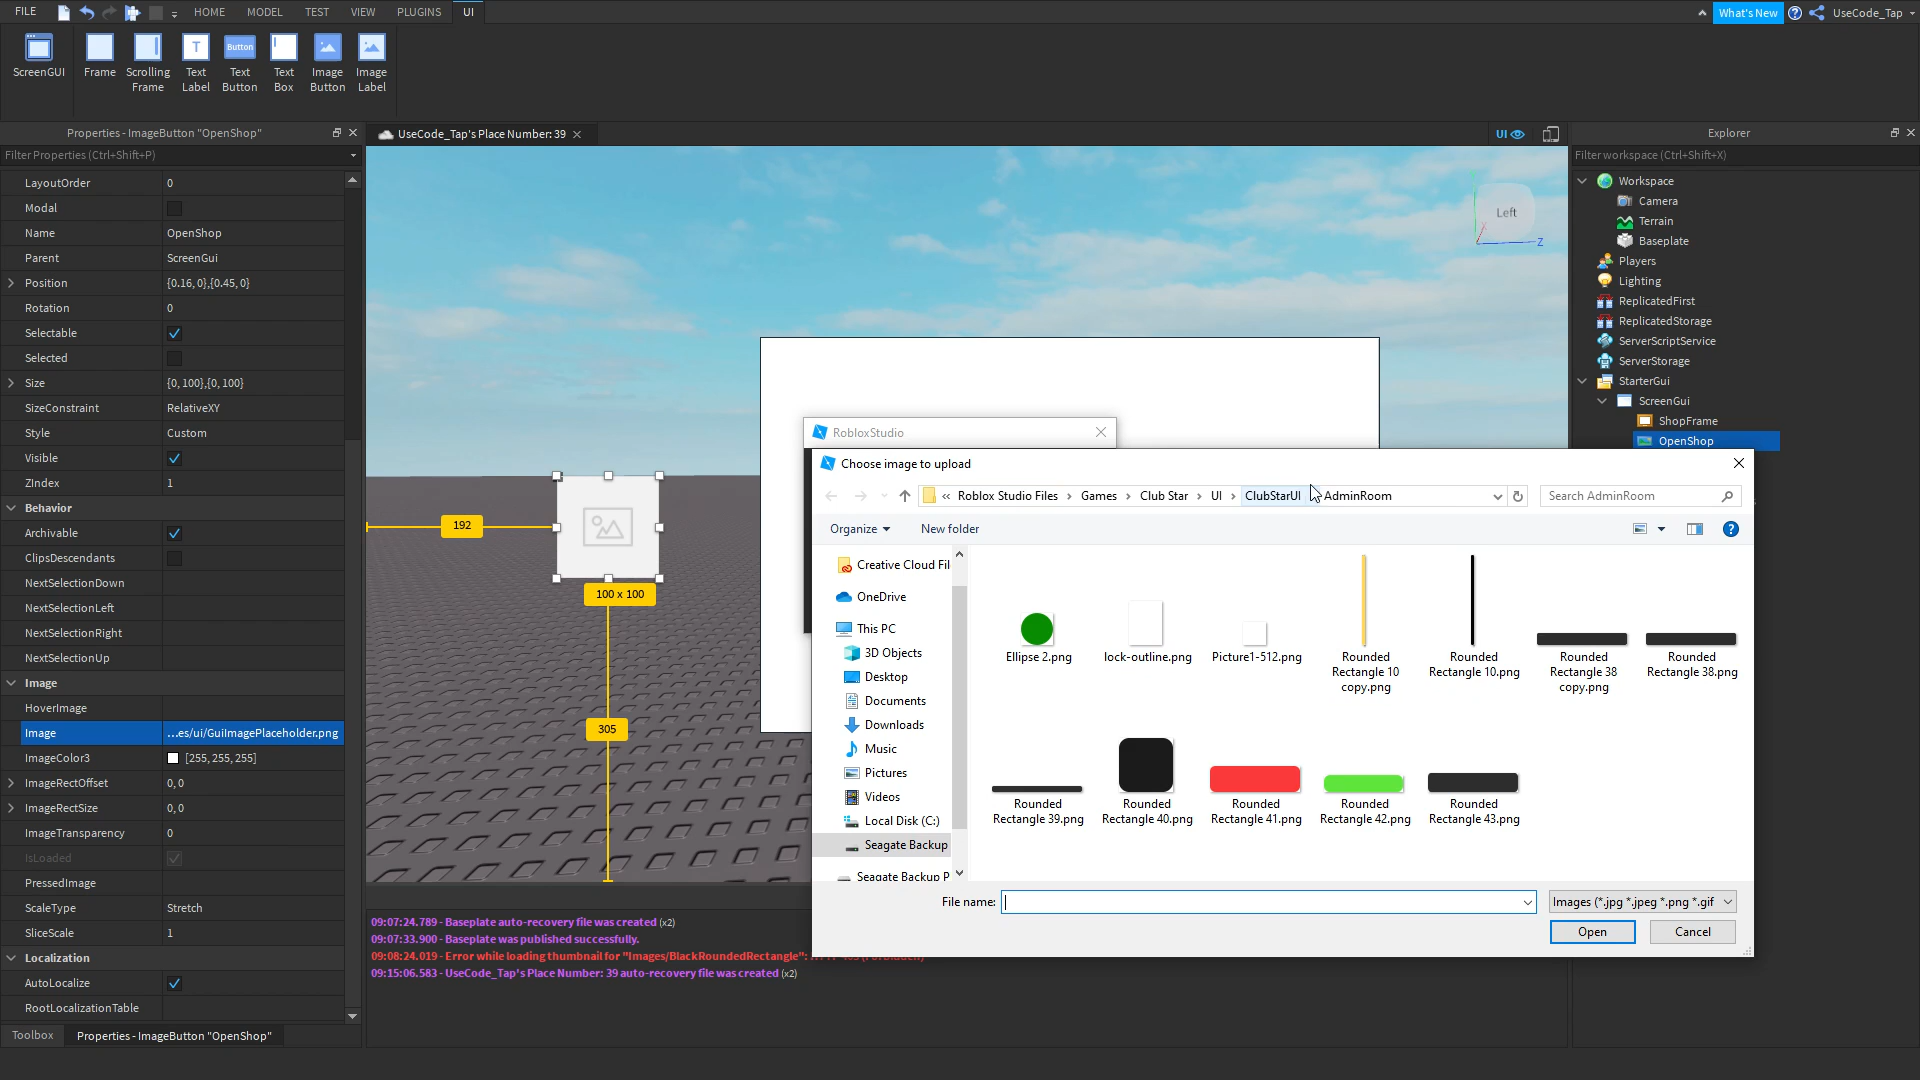 FILE
HOME
MODEL
TEST
VIEW
PLUGINS
UI
What's New
UseCode_Tap
ScreenGUI
Frame
Scrolling
Frame
T
Text
Label
Button
Text
Button
Text
Box
Image
Button
Image
Label
Properties - ImageButton "OpenShop"
Filter Properties (Ctrl+Shift+P)
LayoutOrder 0
Modal
Name OpenShop
Parent ScreenGui
Position {0.16, 0},{0.45, 0}
Rotation 0
Selectable
Selected
Size {0, 100},{0, 100}
SizeConstraint RelativeXY
Style Custom
Visible
ZIndex 1
Behavior
Archivable
ClipsDescendants
NextSelectionDown
NextSelectionLeft
NextSelectionRight
NextSelectionUp
Image
HoverImage
Image ...es/ui/GuiImagePlaceholder.png
ImageColor3 [255, 255, 255]
ImageRectOffset 0, 0
ImageRectSize 0, 0
ImageTransparency 0
IsLoaded
PressedImage
ScaleType Stretch
SliceScale 1
Localization
AutoLocalize
RootLocalizationTable
Toolbox
Properties - ImageButton "OpenShop"
UseCode_Tap's Place Number: 39
UI
Left
Z
192
100 x 100
305
RobloxStudio
Choose image to upload
« Roblox Studio Files > Games > Club Star > UI > ClubStarUI AdminRoom
Search AdminRoom
Organize
New folder
Creative Cloud Fil
OneDrive
This PC
3D Objects
Desktop
Documents
Downloads
Music
Pictures
Videos
Local Disk (C:)
Seagate Backup
Seagate Backup P
Ellipse 2.png
lock-outline.png
Picture1-512.png
Rounded
Rectangle 10
copy.png
Rounded
Rectangle 10.png
Rounded
Rectangle 38
copy.png
Rounded
Rectangle 38.png
Rounded
Rectangle 39.png
Rounded
Rectangle 40.png
Rounded
Rectangle 41.png
Rounded
Rectangle 42.png
Rounded
Rectangle 43.png
File name:
Images (*.jpg *.jpeg *.png *.gif
Open
Cancel
09:07:24.789 - Baseplate auto-recovery file was created (x2)
09:07:33.900 - Baseplate was published successfully.
09:08:24.019 - Error while loading thumbnail for "Images/BlackRoundedRectangle":
09:15:06.583 - UseCode_Tap's Place Number: 39 auto-recovery file was created (x2)
Explorer
Filter workspace (Ctrl+Shift+X)
Workspace
Camera
Terrain
Baseplate
Players
Lighting
ReplicatedFirst
ReplicatedStorage
ServerScriptService
ServerStorage
StarterGui
ScreenGui
ShopFrame
OpenShop